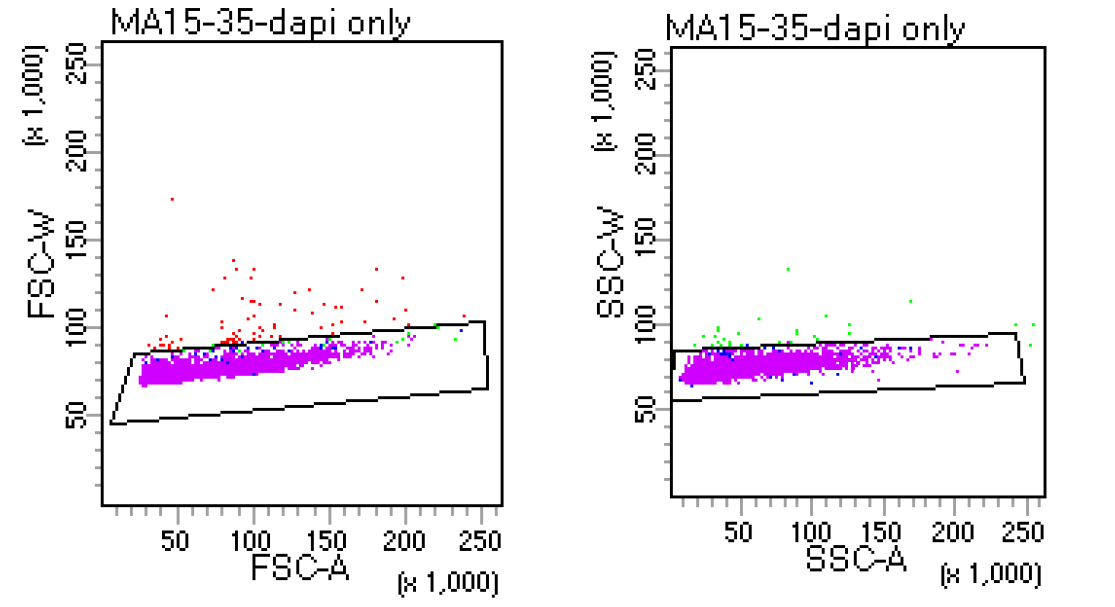 MA15-35-dapi only
(x 1,000)
FSC-W
250
200
150
100
50
50 100 150 200 250
FSC-A
(x 1,000)
MA15-35-dapi only
(x 1,000)
SSC-W
250
200
150
100
50
50 100 150 200 250
SSC-A
(x 1,000)